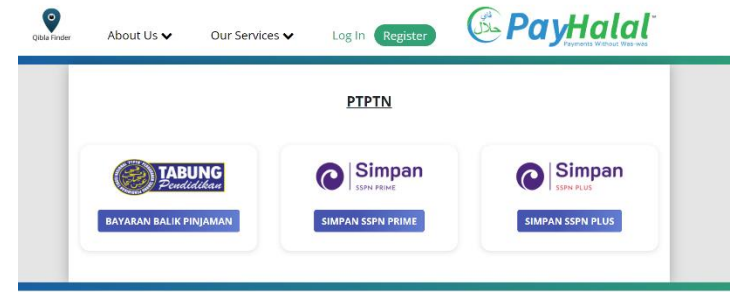 Qibla Finder
About Us
Our Services
Log In
Register
حلال
PayHalal
Payments Without Was-was
PTPTN
TABUNG
Pendidikan
BAYARAN BALIK PINJAMAN
Simpan
SSPN PRIME
SIMPAN SSPN PRIME
Simpan
SSPN PLUS
SIMPAN SSPN PLUS